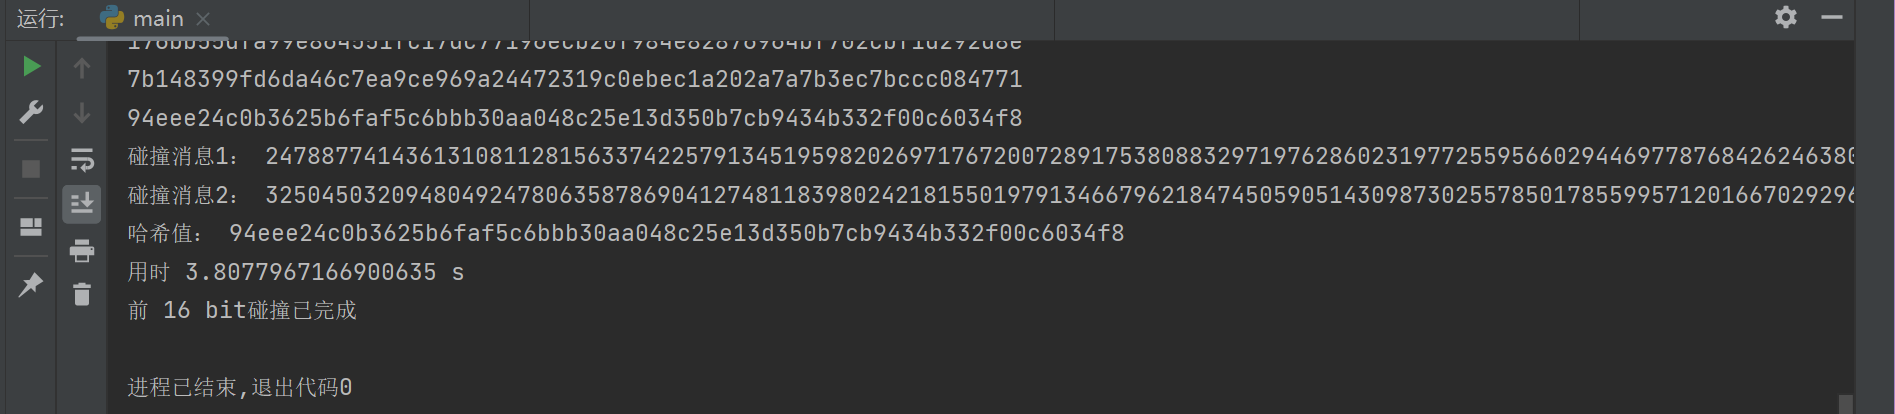 运行: main
7b148399fd6da46c7ea9ce969a24472319c0ebec1a202a7a7b3ec7bccc084771
94eee24c0b3625b6faf5c6bbb30aa048c25e13d350b7cb9434b332f00c6034f8
碰撞消息1: 247887741436131081128156337422579134519598202697176720072891753808832971976286023197725595660294469778768426246380
碰撞消息2: 3250450320948049247806358786904127481183980242181550197913466796218474505905143098730255785017855995712016670292​96
哈希值: 94eee24c0b3625b6faf5c6bbb30aa048c25e13d350b7cb9434b332f00c6034f8
用时 3.8077967166900635 s
前 16 bit碰撞已完成
进程已结束,退出代码0